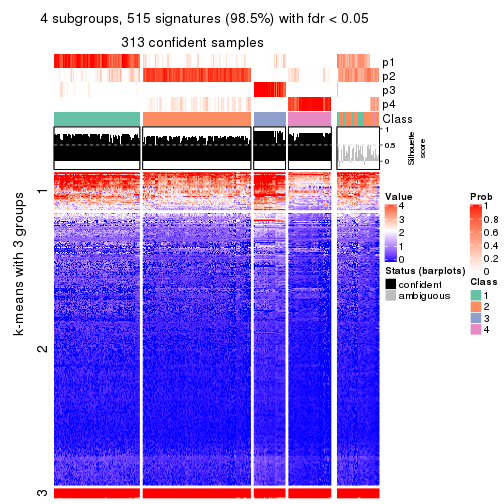 4 subgroups, 515 signatures (98.5%) with fdr < 0.05
313 confident samples
p1
p2
p3
p4
Class
1
0.5
0
Silhouette
score
k-means with 3 groups
1
2
3
Value
4
3
2
1
0
Status (barplots)
confident
ambiguous
Prob
1
0.8
0.6
0.4
0.2
0
Class
1
2
3
4